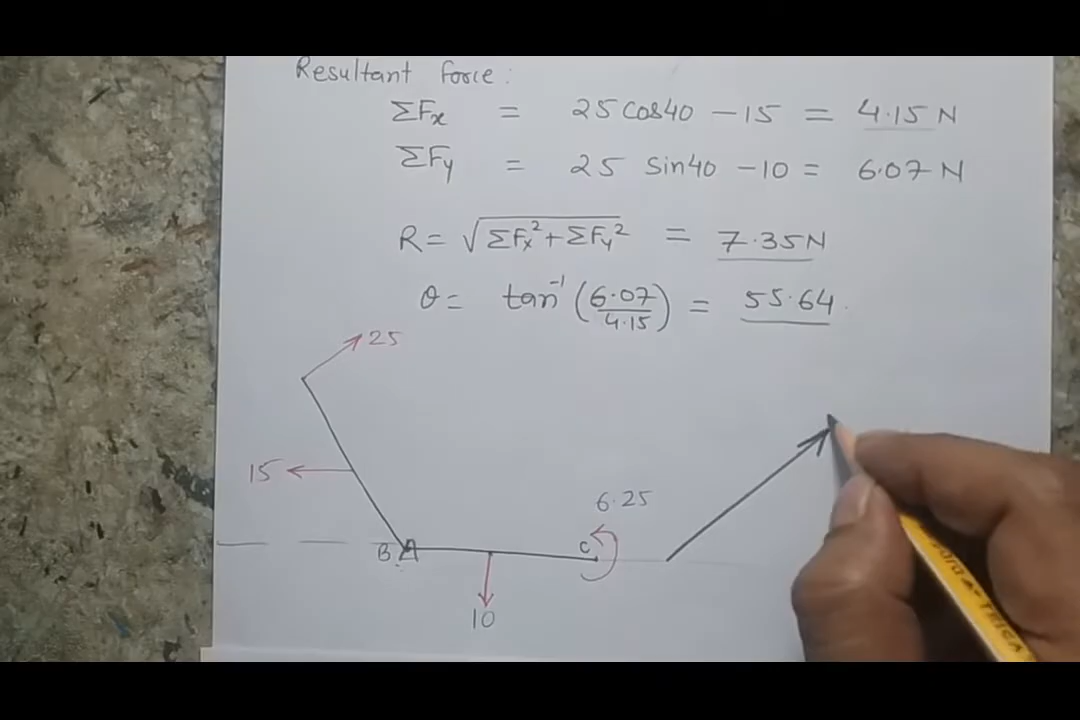 Resultant force:
ΣFx = 25 cos40 - 15 = 4.15 N
ΣFy = 25 sin40 - 10 = 6.07 N
R = √ΣFx²+ΣFy² = 7.35N
θ = tan⁻¹(6.07/4.15) = 55.64.
25
15
6.25
B
C
10